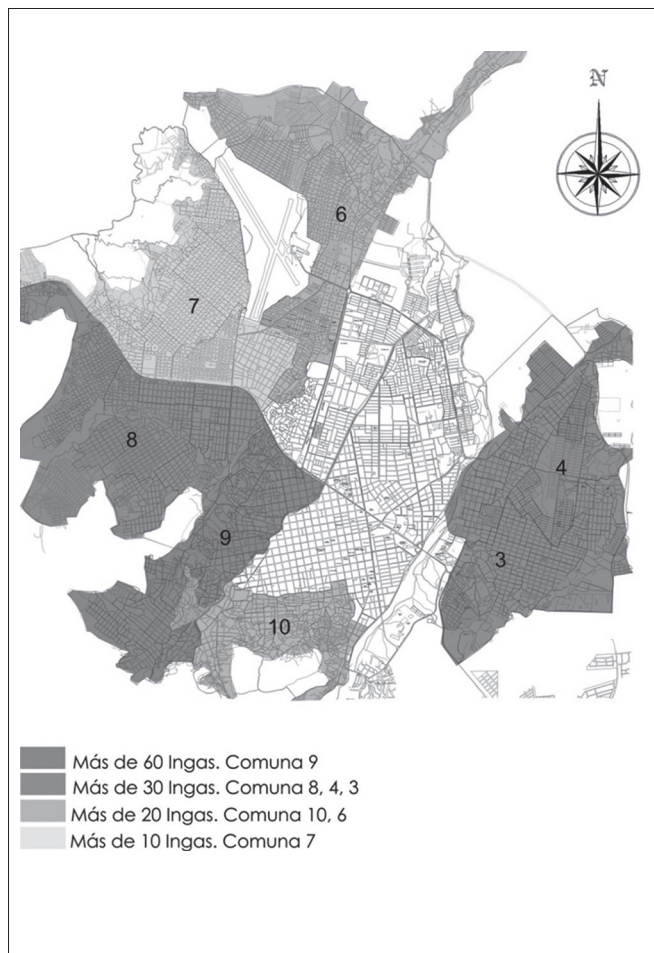 N
6
7
8
4
9
3
10
Más de 60 Ingas. Comuna 9
Más de 30 Ingas. Comuna 8, 4, 3
Más de 20 Ingas. Comuna 10, 6
Más de 10 Ingas. Comuna 7